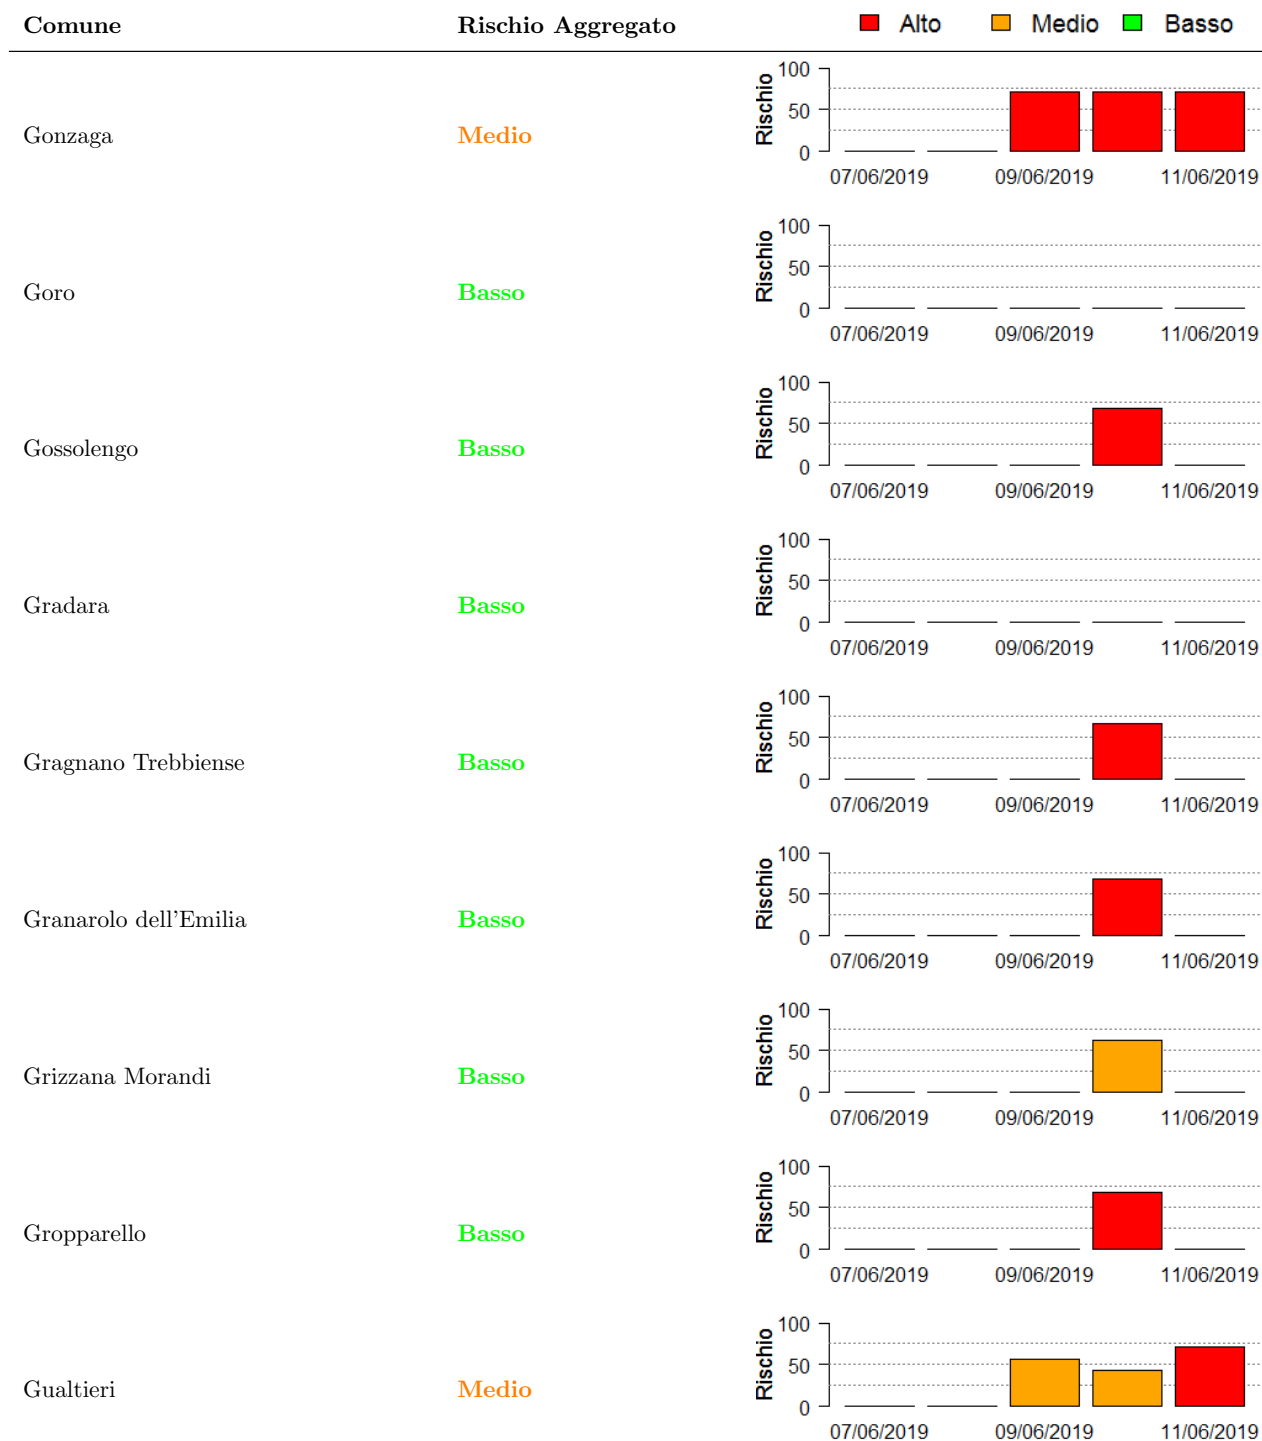 Comune Rischio Aggregato Alto Medio Basso
Gonzaga Medio Rischio 100 50 0
07/06/2019 09/06/2019 11/06/2019
Goro Basso Rischio 100 50 0
07/06/2019 09/06/2019 11/06/2019
Gossolengo Basso Rischio 100 50 0
07/06/2019 09/06/2019 11/06/2019
Gradara Basso Rischio 100 50 0
07/06/2019 09/06/2019 11/06/2019
Gragnano Trebbiense Basso Rischio 100 50 0
07/06/2019 09/06/2019 11/06/2019
Granarolo dell'Emilia Basso Rischio 100 50 0
07/06/2019 09/06/2019 11/06/2019
Grizzana Morandi Basso Rischio 100 50 0
07/06/2019 09/06/2019 11/06/2019
Gropparello Basso Rischio 100 50 0
07/06/2019 09/06/2019 11/06/2019
Gualtieri Medio Rischio 100 50 0
07/06/2019 09/06/2019 11/06/2019